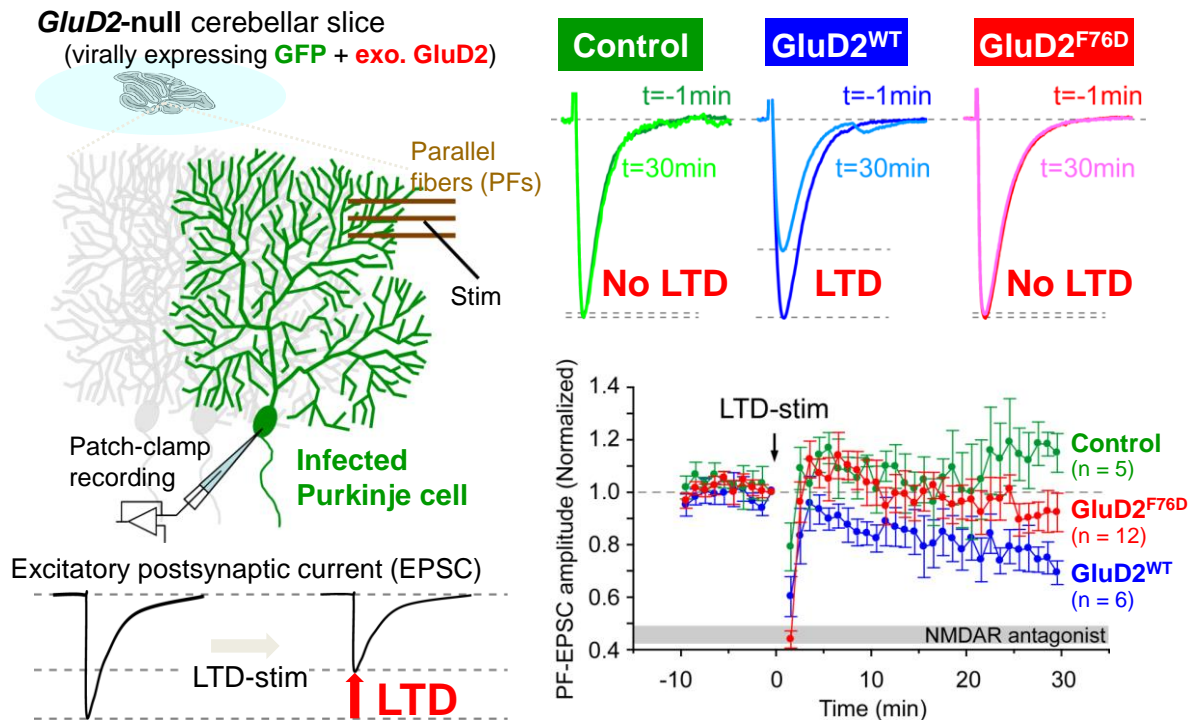 GluD2-null cerebellar slice
(virally expressing GFP + exo. GluD2)
Parallel
fibers (PFs)
Stim
Patch-clamp
recording
Infected
Purkinje cell
Excitatory postsynaptic current (EPSC)
LTD-stim
LTD
Control
GluD2WT
GluD2F76D
t=-1min
t=-1min
t=-1min
t=30min
t=30min
t=30min
No LTD
LTD
No LTD
PF-EPSC amplitude (Normalized)
1.4
1.2
1.0
0.8
0.6
0.4
LTD-stim
Control
(n = 5)
GluD2F76D
(n = 12)
GluD2WT
(n = 6)
NMDAR antagonist
-10
0
10
20
30
Time (min)